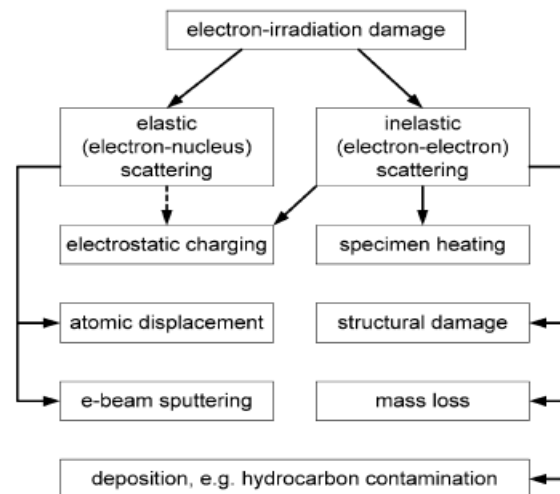 electron-irradiation damage
elastic
(electron-nucleus)
scattering
inelastic
(electron-electron)
scattering
electrostatic charging
specimen heating
atomic displacement
structural damage
e-beam sputtering
mass loss
deposition, e.g. hydrocarbon contamination